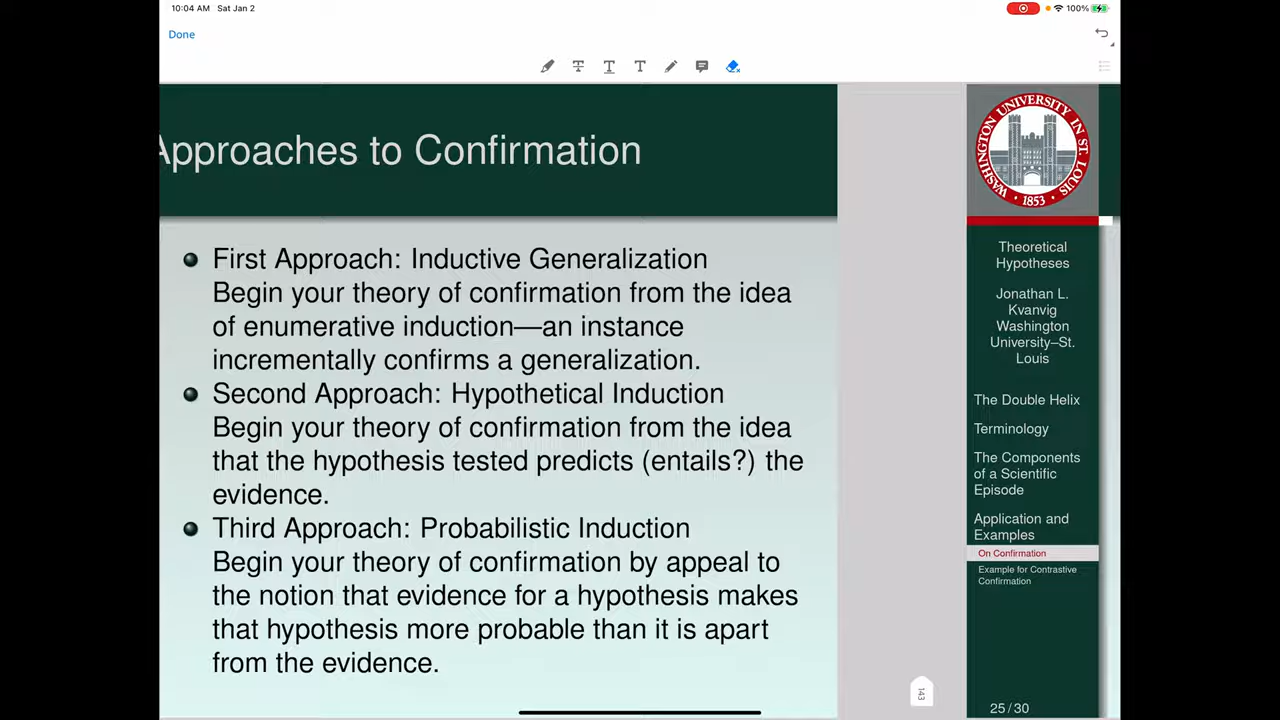 10:04 AM Sat Jan 2
100%
Done
Approaches to Confirmation
First Approach: Inductive Generalization
Begin your theory of confirmation from the idea
of enumerative induction—an instance
incrementally confirms a generalization.
Second Approach: Hypothetical Induction
Begin your theory of confirmation from the idea
that the hypothesis tested predicts (entails?) the
evidence.
Third Approach: Probabilistic Induction
Begin your theory of confirmation by appeal to
the notion that evidence for a hypothesis makes
that hypothesis more probable than it is apart
from the evidence.
143
WASHINGTON UNIVERSITY IN ST. LOUIS
1853
Theoretical
Hypotheses
Jonathan L.
Kvanvig
Washington
University–St.
Louis
The Double Helix
Terminology
The Components
of a Scientific
Episode
Application and
Examples
On Confirmation
Example for Contrastive
Confirmation
25/30